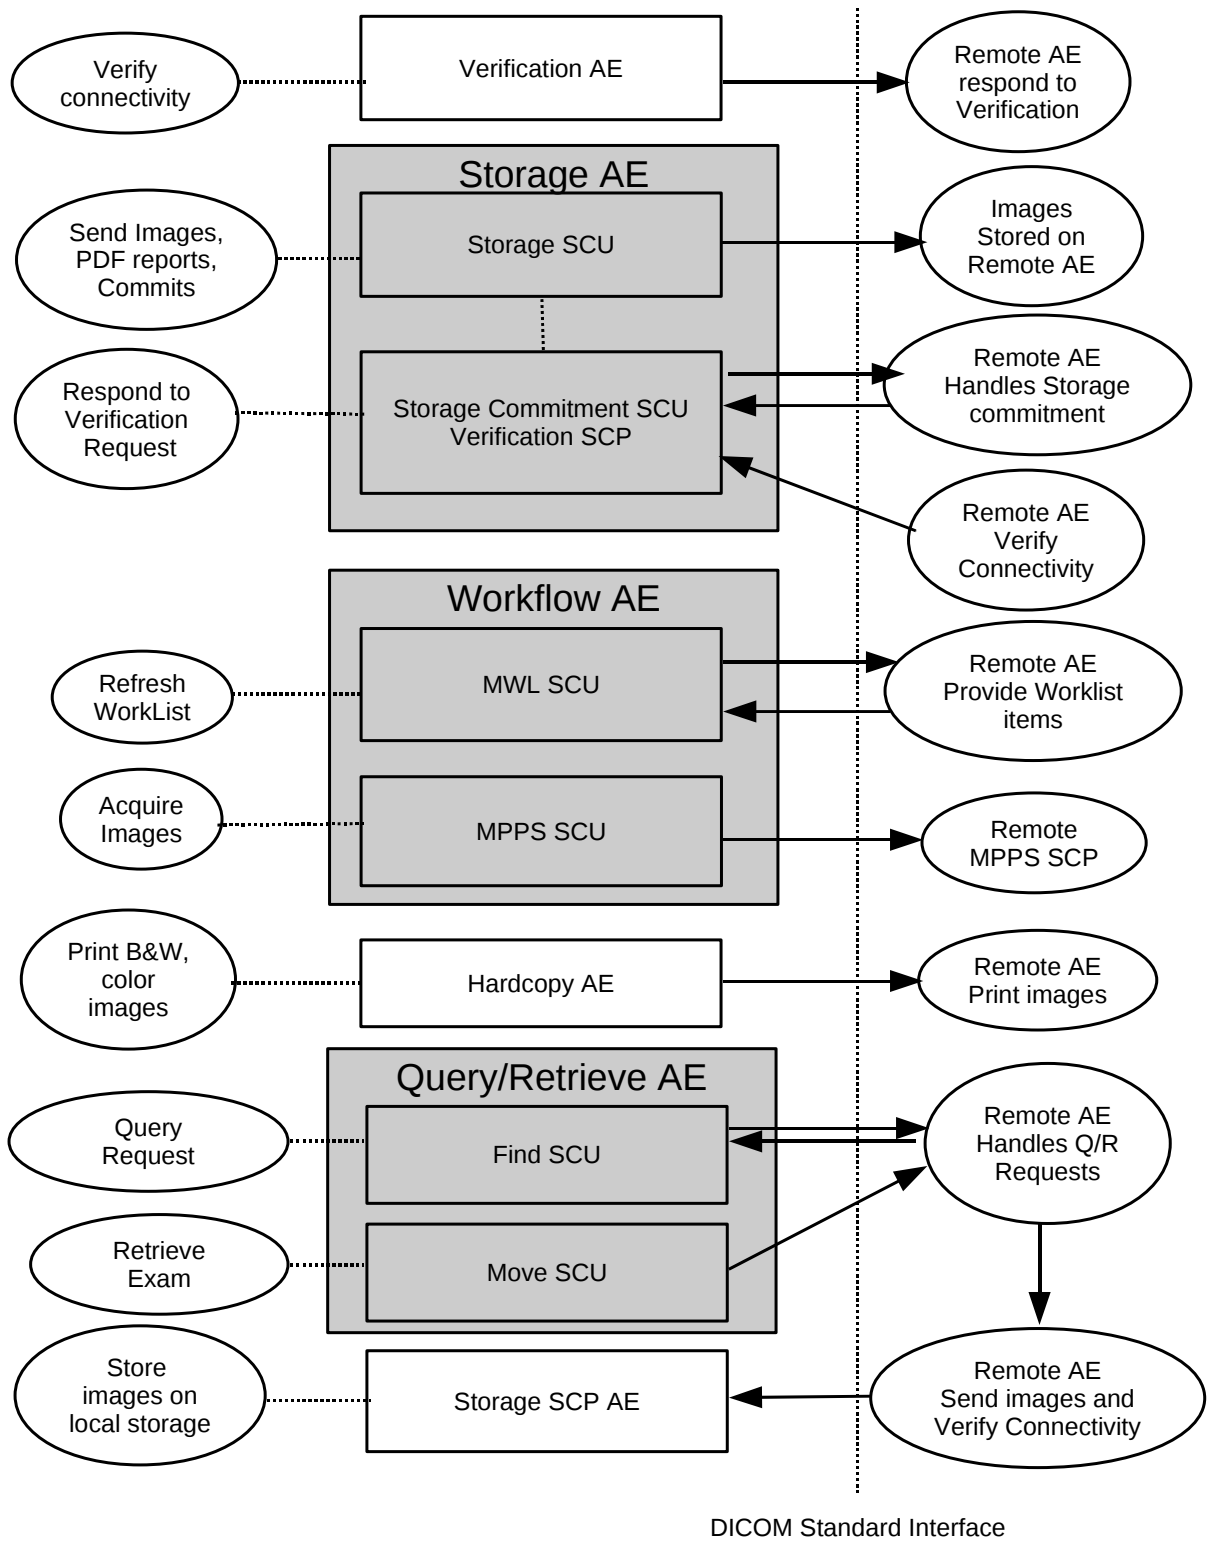 Verify
connectivity
Verification AE
Remote AE
respond to
Verification
Storage AE
Send Images,
PDF reports,
Commits
Storage SCU
Images
Stored on
Remote AE
Respond to
Verification
Request
Storage Commitment SCU
Verification SCP
Remote AE
Handles Storage
commitment
Remote AE
Verify
Connectivity
Workflow AE
Refresh
WorkList
MWL SCU
Remote AE
Provide Worklist
items
Acquire
Images
MPPS SCU
Remote
MPPS SCP
Print B&W,
color
images
Hardcopy AE
Remote AE
Print images
Query/Retrieve AE
Query
Request
Find SCU
Remote AE
Handles Q/R
Requests
Retrieve
Exam
Move SCU
Store
images on
local storage
Storage SCP AE
Remote AE
Send images and
Verify Connectivity
DICOM Standard Interface